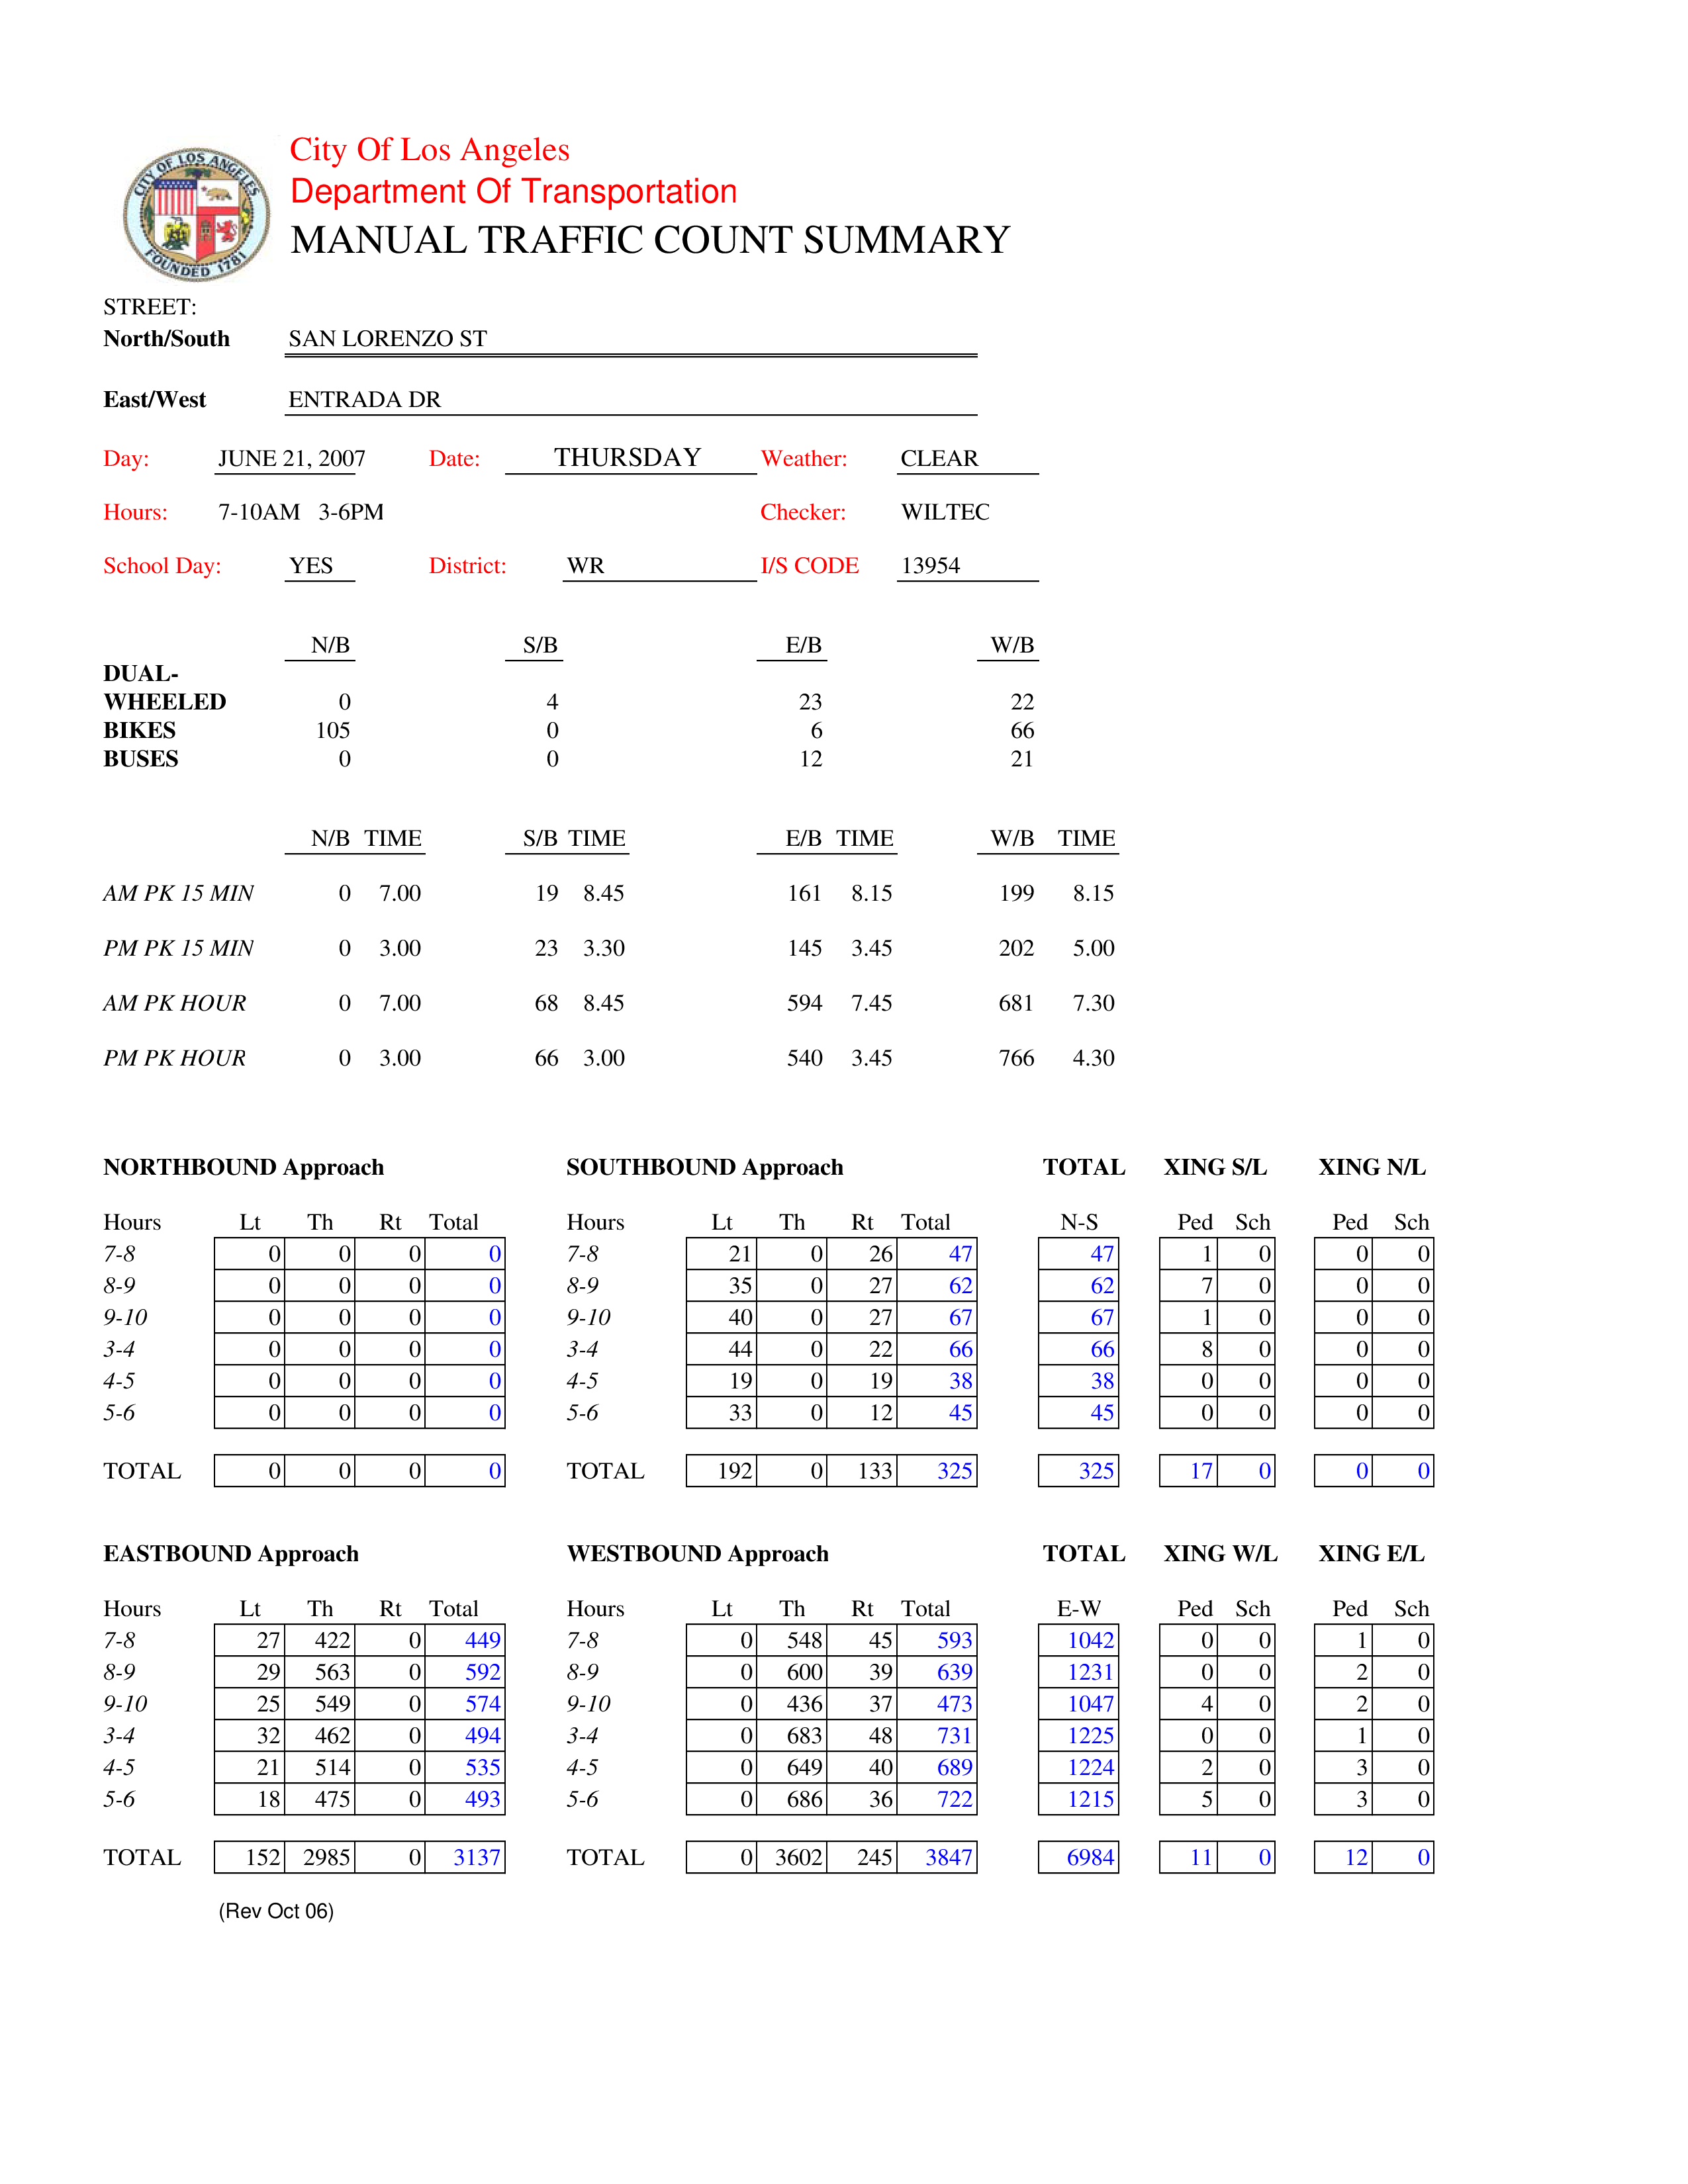 CITY OF LOS ANGELES
FOUNDED 1781
City Of Los Angeles
Department Of Transportation
MANUAL TRAFFIC COUNT SUMMARY
STREET:
North/South SAN LORENZO ST
East/West ENTRADA DR
Day: JUNE 21, 2007 Date: THURSDAY Weather: CLEAR
Hours: 7-10AM 3-6PM Checker: WILTEC
School Day: YES District: WR I/S CODE 13954
N/B S/B E/B W/B
DUAL-
WHEELED 0 4 23 22
BIKES 105 0 6 66
BUSES 0 0 12 21
N/B TIME S/B TIME E/B TIME W/B TIME
AM PK 15 MIN 0 7.00 19 8.45 161 8.15 199 8.15
PM PK 15 MIN 0 3.00 23 3.30 145 3.45 202 5.00
AM PK HOUR 0 7.00 68 8.45 594 7.45 681 7.30
PM PK HOUR 0 3.00 66 3.00 540 3.45 766 4.30
NORTHBOUND Approach SOUTHBOUND Approach TOTAL XING S/L XING N/L
Hours Lt Th Rt Total Hours Lt Th Rt Total N-S Ped Sch Ped Sch
7-8 0 0 0 0 7-8 21 0 26 47 47 1 0 0 0
8-9 0 0 0 0 8-9 35 0 27 62 62 7 0 0 0
9-10 0 0 0 0 9-10 40 0 27 67 67 1 0 0 0
3-4 0 0 0 0 3-4 44 0 22 66 66 8 0 0 0
4-5 0 0 0 0 4-5 19 0 19 38 38 0 0 0 0
5-6 0 0 0 0 5-6 33 0 12 45 45 0 0 0 0
TOTAL 0 0 0 0 TOTAL 192 0 133 325 325 17 0 0 0
EASTBOUND Approach WESTBOUND Approach TOTAL XING W/L XING E/L
Hours Lt Th Rt Total Hours Lt Th Rt Total E-W Ped Sch Ped Sch
7-8 27 422 0 449 7-8 0 548 45 593 1042 0 0 1 0
8-9 29 563 0 592 8-9 0 600 39 639 1231 0 0 2 0
9-10 25 549 0 574 9-10 0 436 37 473 1047 4 0 2 0
3-4 32 462 0 494 3-4 0 683 48 731 1225 0 0 1 0
4-5 21 514 0 535 4-5 0 649 40 689 1224 2 0 3 0
5-6 18 475 0 493 5-6 0 686 36 722 1215 5 0 3 0
TOTAL 152 2985 0 3137 TOTAL 0 3602 245 3847 6984 11 0 12 0
(Rev Oct 06)